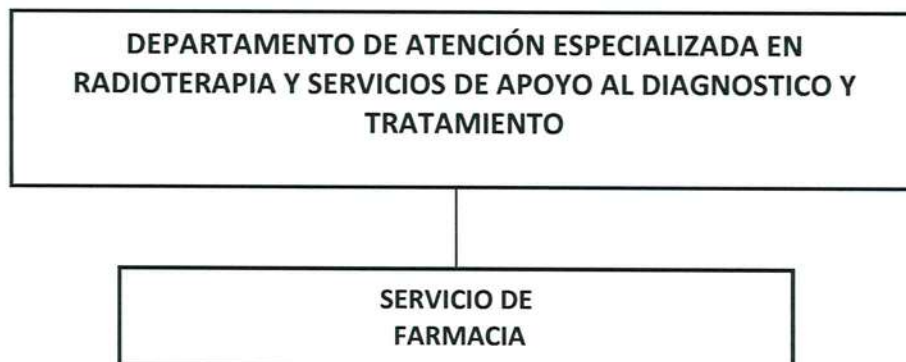 DEPARTAMENTO DE ATENCIÓN ESPECIALIZADA EN
RADIOTERAPIA Y SERVICIOS DE APOYO AL DIAGNOSTICO Y
TRATAMIENTO
SERVICIO DE
FARMACIA